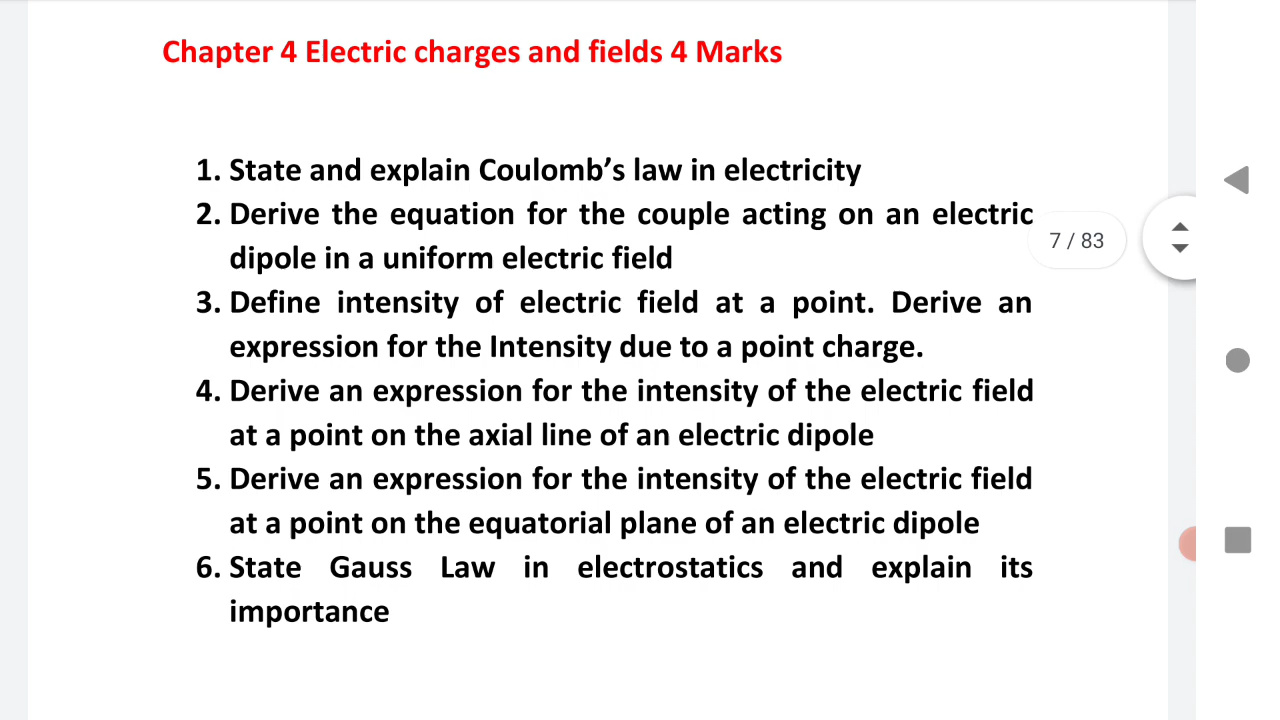 Chapter 4 Electric charges and fields 4 Marks
1. State and explain Coulomb’s law in electricity
2. Derive the equation for the couple acting on an electric
dipole in a uniform electric field
7 / 83
3. Define intensity of electric field at a point. Derive an
expression for the Intensity due to a point charge.
4. Derive an expression for the intensity of the electric field
at a point on the axial line of an electric dipole
5. Derive an expression for the intensity of the electric field
at a point on the equatorial plane of an electric dipole
6. State Gauss Law in electrostatics and explain its
importance